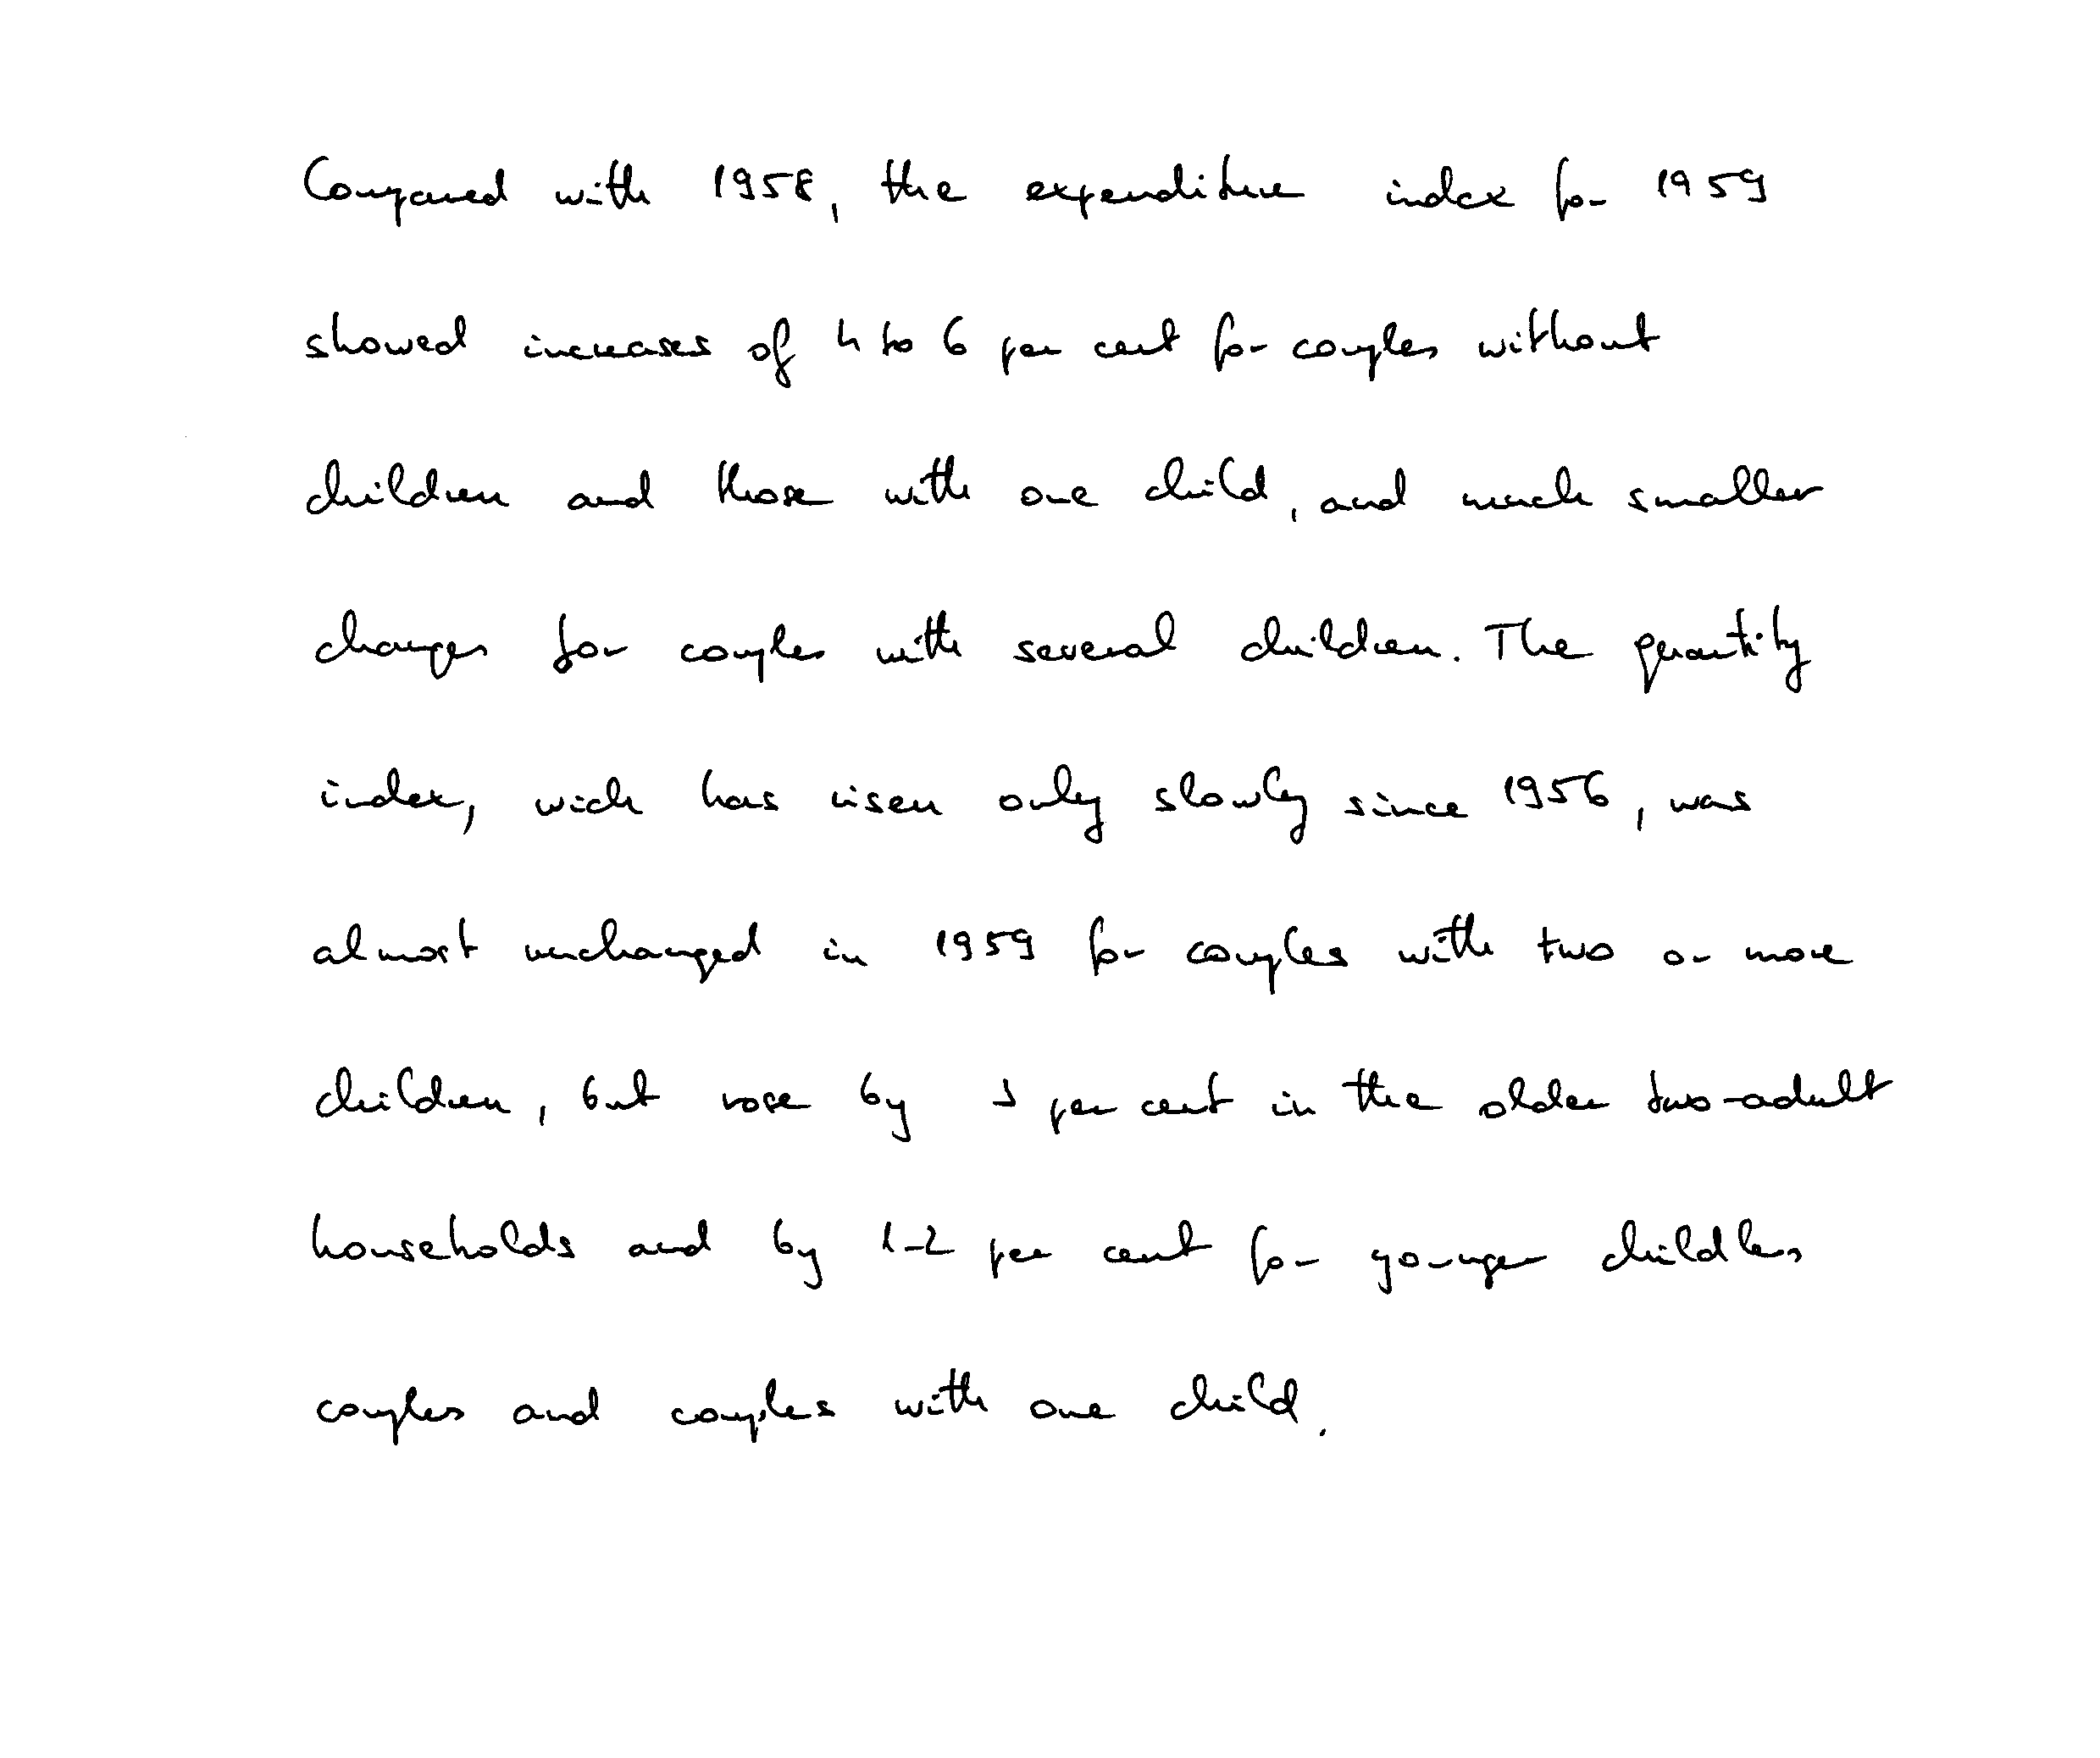 Compared with 1958, the expenditure index for 1959
showed increases of 4 to 6 per cent for couples without
children and those with one child, and much smaller
changes for couples with several children. The quantity
index, wich has risen only slowly since 1956, was
almost unchanged in 1959 for couples with two or more
children, but rose by per cent in the older two-adult
households and by 1-2 per cent for younger childless
couples and couples with one child.